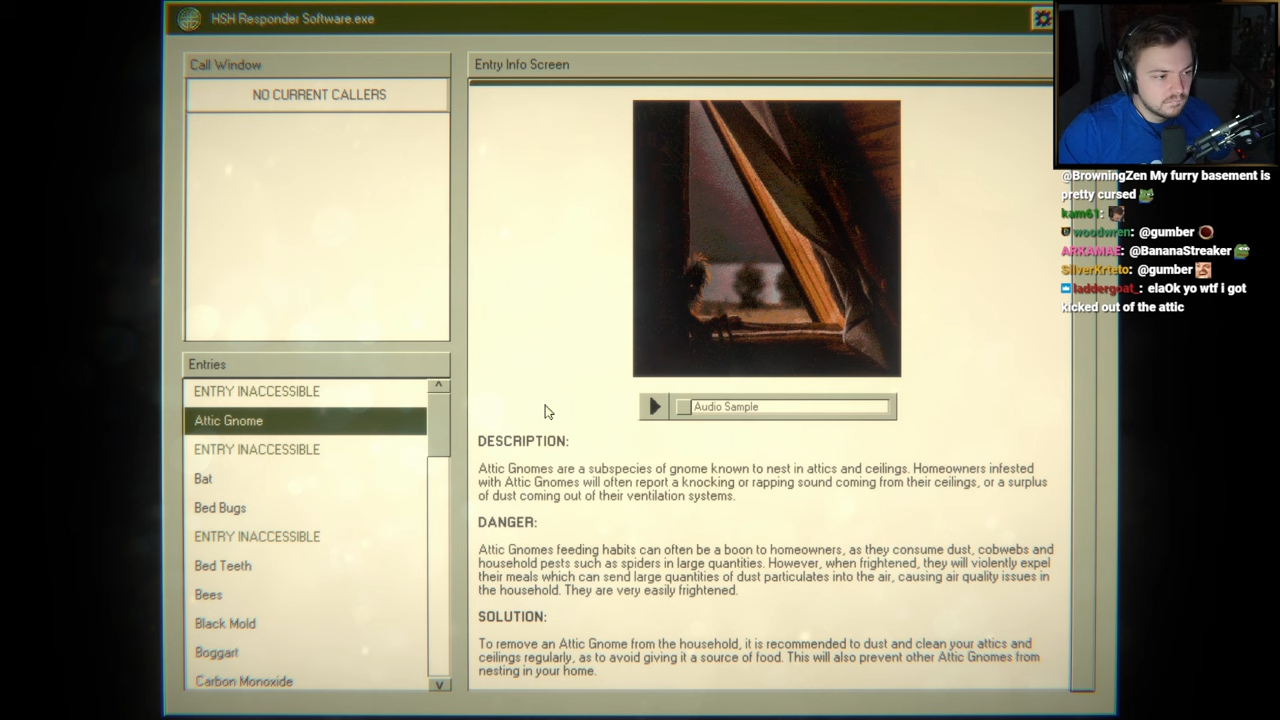 HSH Responder Software.exe
Call Window
NO CURRENT CALLERS
Entries
ENTRY INACCESSIBLE
Attic Gnome
ENTRY INACCESSIBLE
Bat
Bed Bugs
ENTRY INACCESSIBLE
Bed Teeth
Bees
Black Mold
Boggart
Carbon Monoxide
Entry Info Screen
Audio Sample
DESCRIPTION:
Attic Gnomes are a subspecies of gnome known to nest in attics and ceilings. Homeowners infested
with Attic Gnomes will often report a knocking or rapping sound coming from their ceilings, or a surplus
of dust coming out of their ventilation systems.
DANGER:
Attic Gnomes feeding habits can often be a boon to homeowners, as they consume dust, cobwebs and
household pests such as spiders in large quantities. However, when frightened, they will violently expel
their meals which can send large quantities of dust particulates into the air, causing air quality issues in
the household. They are very easily frightened.
SOLUTION:
To remove an Attic Gnome from the household, it is recommended to dust and clean your attics and
ceilings regularly, as to avoid giving it a source of food. This will also prevent other Attic Gnomes from
nesting in your home.
@BrowningZen My furry basement is
pretty cursed
kam61:
woodwren: @gumber
ARKAMAE: @BananaStreaker
SilverKrteto: @gumber
laddergoat_: elaOk yo wtf i got
kicked out of the attic